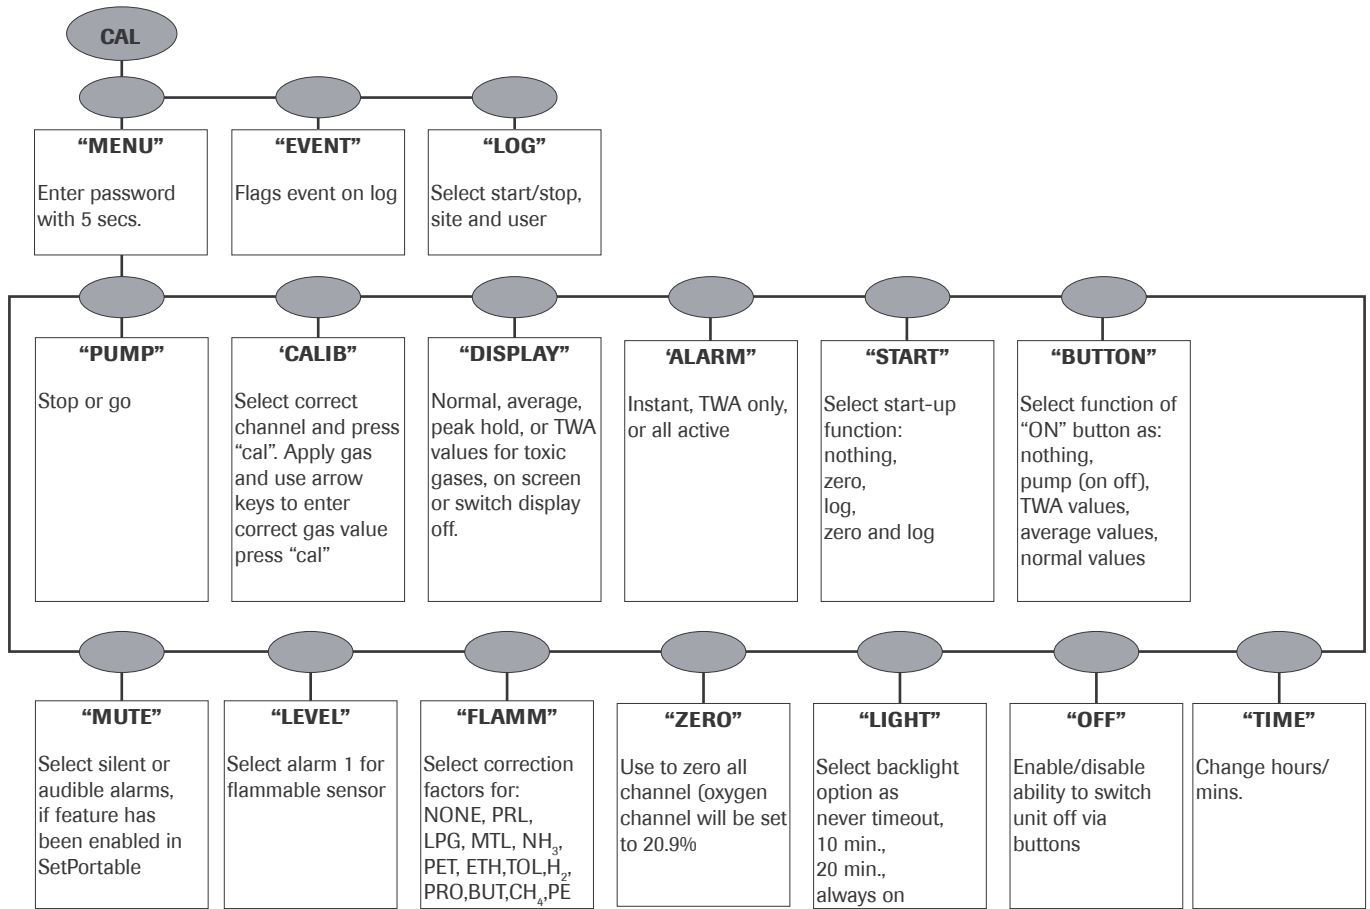 CAL
“MENU”
Enter password
with 5 secs.
“EVENT”
Flags event on log
“LOG”
Select start/stop,
site and user
“PUMP”
Stop or go
‘CALIB”
Select correct
channel and press
“cal”. Apply gas
and use arrow
keys to enter
correct gas value
press “cal”
“DISPLAY”
Normal, average,
peak hold, or TWA
values for toxic
gases, on screen
or switch display
off.
‘ALARM”
Instant, TWA only,
or all active
“START”
Select start-up
function:
nothing,
zero,
log,
zero and log
“BUTTON”
Select function of
“ON” button as:
nothing,
pump (on off),
TWA values,
average values,
normal values
“MUTE”
Select silent or
audible alarms,
if feature has
been enabled in
SetPortable
“LEVEL”
Select alarm 1 for
flammable sensor
“FLAMM”
Select correction
factors for:
NONE, PRL,
LPG, MTL, NH₃,
PET, ETH,TOL,H₂,
PRO,BUT,CH₄,PE
“ZERO”
Use to zero all
channel (oxygen
channel will be set
to 20.9%
“LIGHT”
Select backlight
option as
never timeout,
10 min.,
20 min.,
always on
“OFF”
Enable/disable
ability to switch
unit off via
buttons
“TIME”
Change hours/
mins.